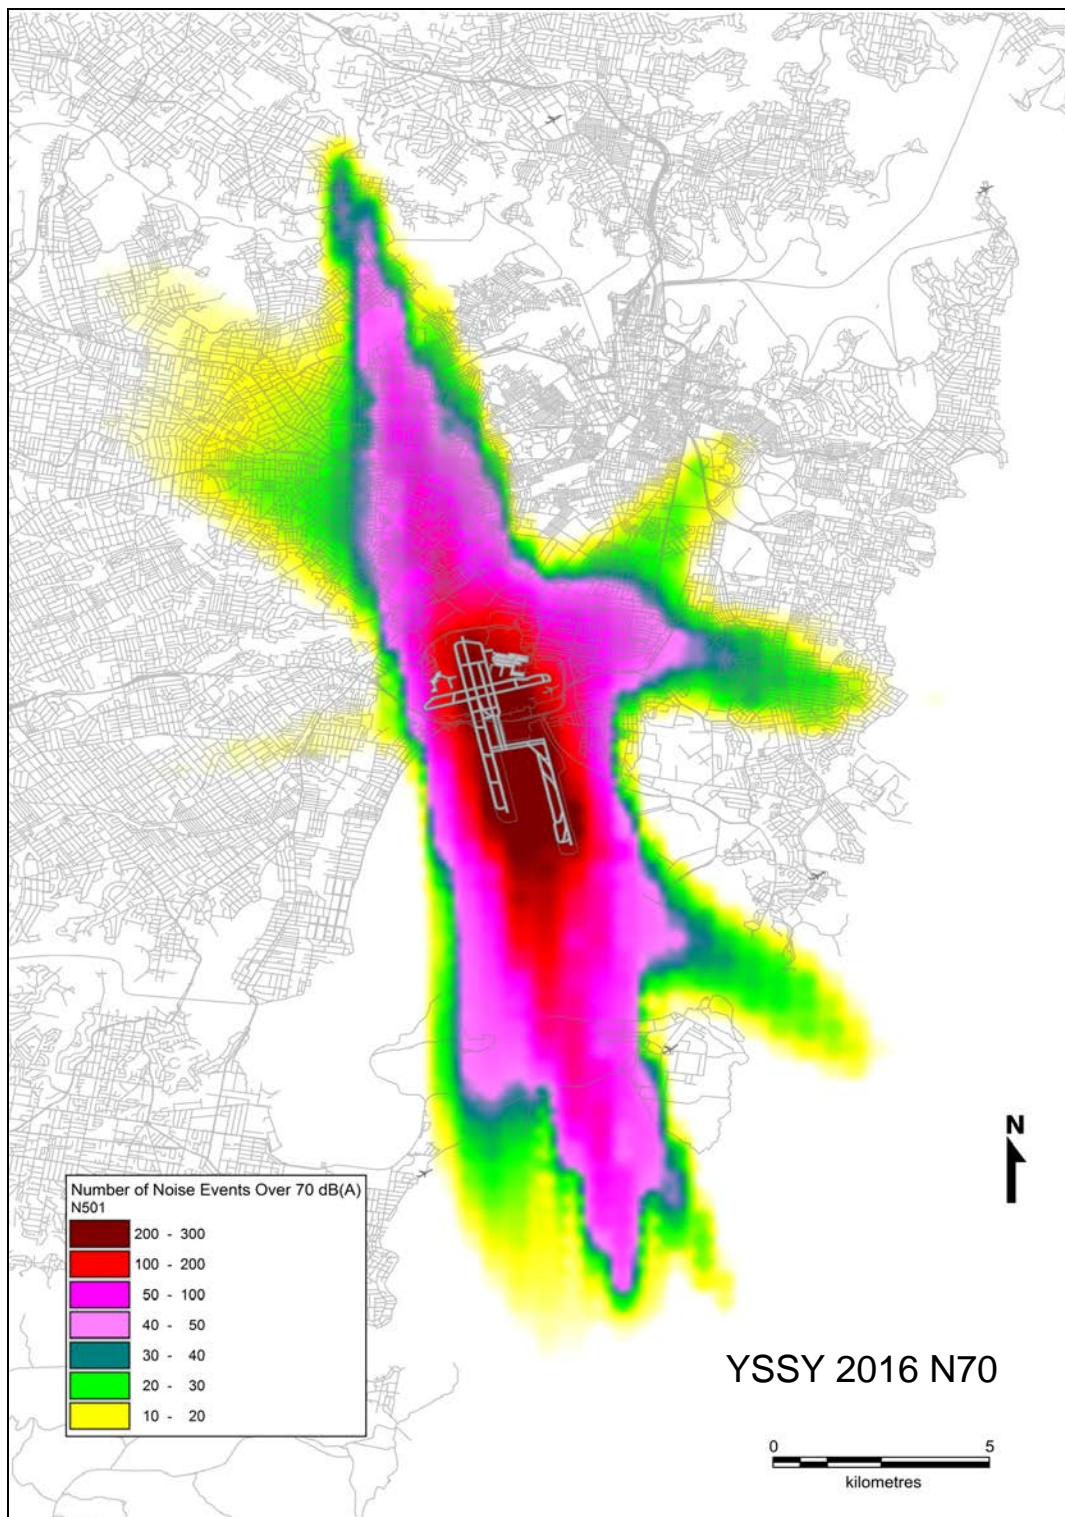 N
Number of Noise Events Over 70 dB(A)
N501
200 - 300
100 - 200
50 - 100
40 - 50
30 - 40
20 - 30
10 - 20
YSSY 2016 N70
0 5
kilometres